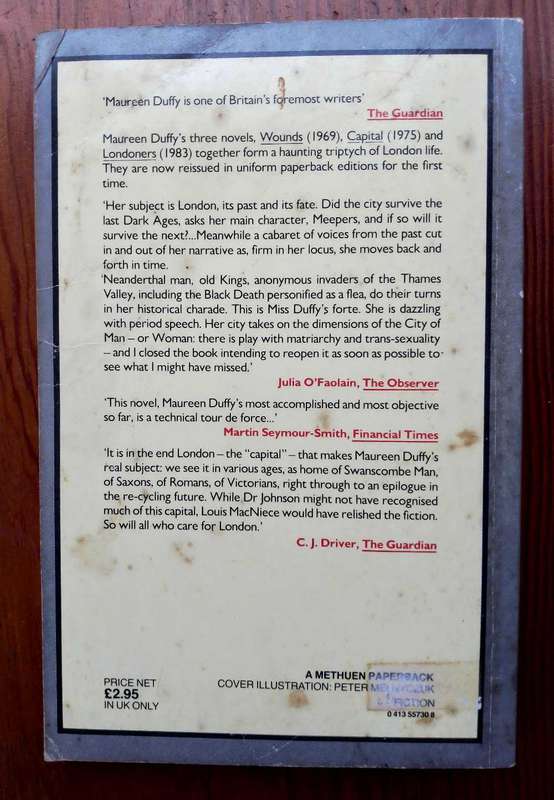 'Maureen Duffy is one of Britain's foremost writers'
The Guardian
Maureen Duffy's three novels, Wounds (1969), Capital (1975) and
Londoners (1983) together form a haunting triptych of London life.
They are now reissued in uniform paperback editions for the first
time.
'Her subject is London, its past and its fate. Did the city survive the
last Dark Ages, asks her main character, Meepers, and if so will it
survive the next?...Meanwhile a cabaret of voices from the past cut
in and out of her narrative as, firm in her locus, she moves back and
forth in time.
'Neanderthal man, old Kings, anonymous invaders of the Thames
Valley, including the Black Death personified as a flea, do their turns
in her historical charade. This is Miss Duffy's forte. She is dazzling
with period speech. Her city takes on the dimensions of the City of
Man – or Woman: there is play with matriarchy and trans-sexuality
– and I closed the book intending to reopen it as soon as possible to
see what I might have missed.'
Julia O'Faolain, The Observer
'This novel, Maureen Duffy's most accomplished and most objective
so far, is a technical tour de force...'
Martin Seymour-Smith, Financial Times
'It is in the end London – the "capital" – that makes Maureen Duffy's
real subject: we see it in various ages, as home of Swanscombe Man,
of Saxons, of Romans, of Victorians, right through to an epilogue in
the re-cycling future. While Dr Johnson might not have recognised
much of this capital, Louis MacNiece would have relished the fiction.
So will all who care for London.'
C. J. Driver, The Guardian
A METHUEN PAPERBACK
PRICE NET
£2.95
IN UK ONLY
COVER ILLUSTRATION: PETER
FICTION
0 413 55730 8